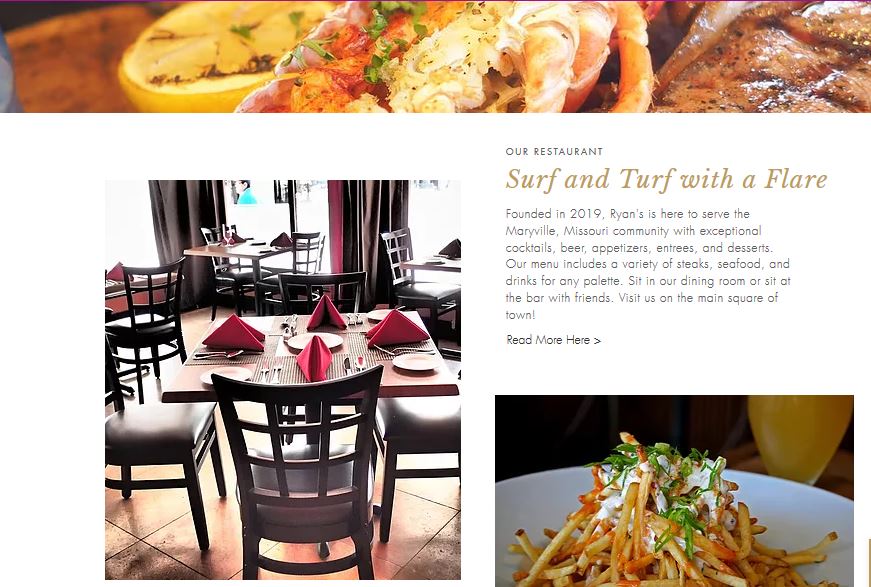 OUR RESTAURANT
Surf and Turf with a Flare
Founded in 2019, Ryan's is here to serve the
Maryville, Missouri community with exceptional
cocktails, beer, appetizers, entrees, and desserts.
Our menu includes a variety of steaks, seafood, and
drinks for any palette. Sit in our dining room or sit at
the bar with friends. Visit us on the main square of
town!
Read More Here >